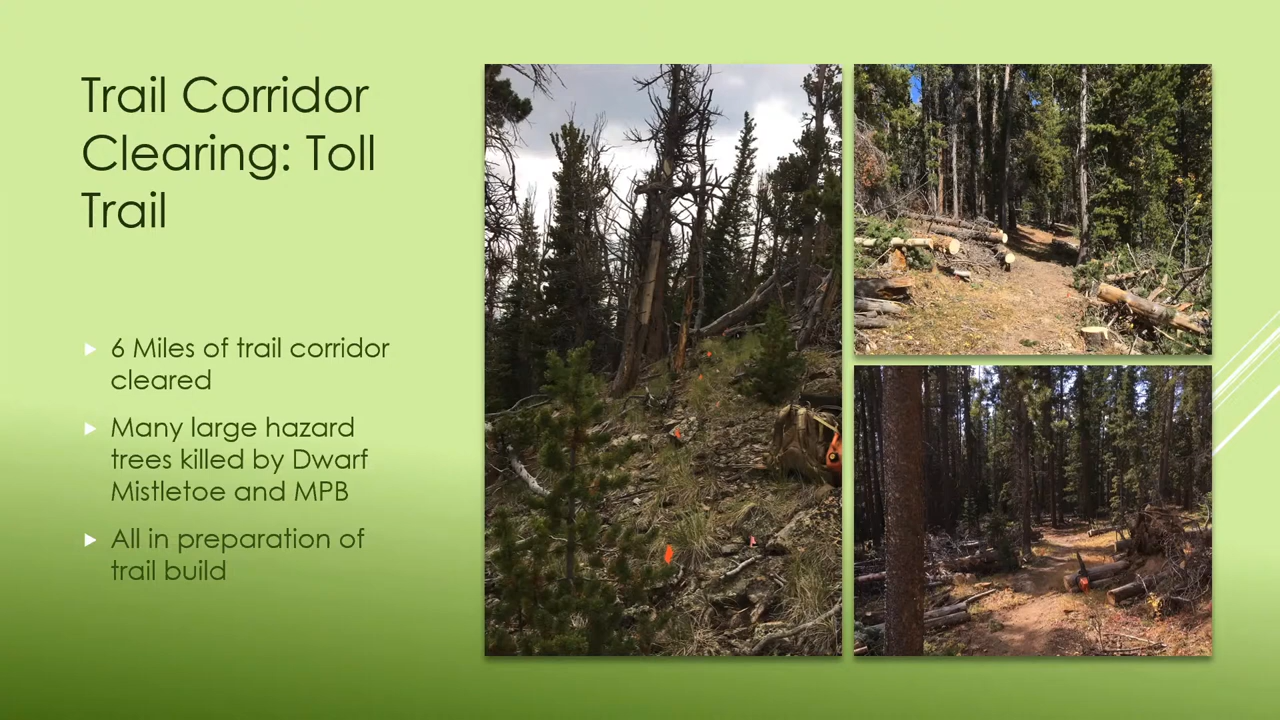 Trail Corridor
Clearing: Toll
Trail
6 Miles of trail corridor
cleared
Many large hazard
trees killed by Dwarf
Mistletoe and MPB
All in preparation of
trail build